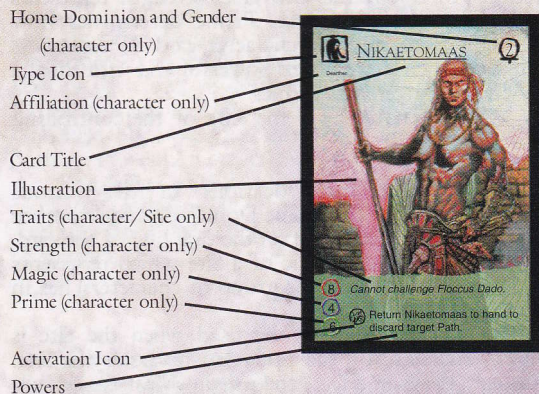 Home Dominion and Gender
(character only)
Type Icon
Affiliation (character only)
Card Title
Illustration
Traits (character/Site only)
Strength (character only)
Magic (character only)
Prime (character only)
Activation Icon
Powers
2
NIKAETOMAAS
Dearther
8 Cannot challenge Floccus Dado.
4
6
Return Nikaetomaas to hand to
discard target Path.